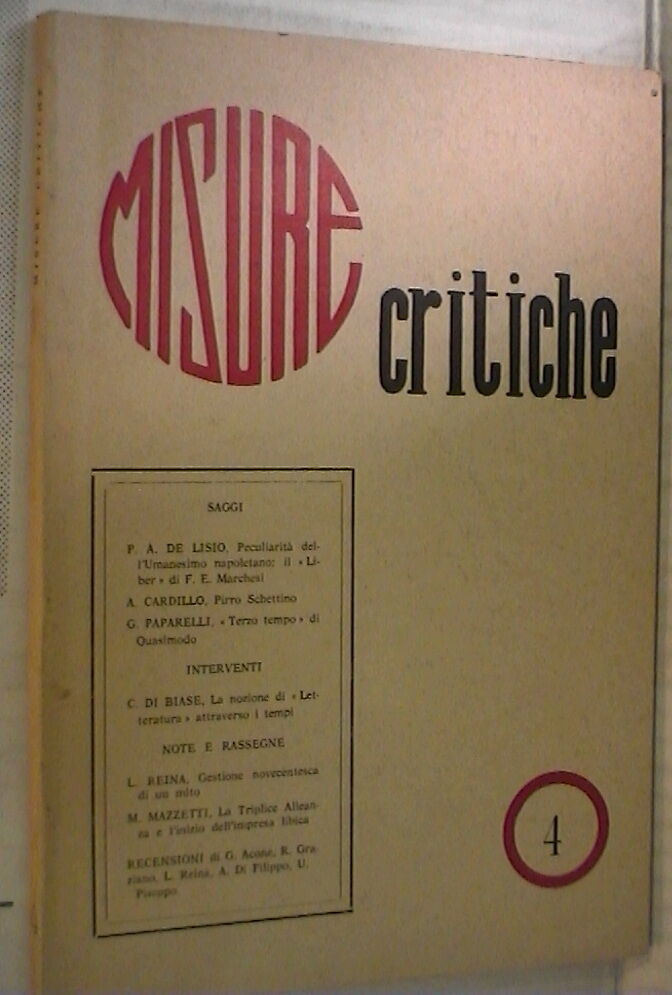 MISURE CRITICHE
MISURE
critiche
SAGGI
P. A. DE LISIO, Peculiarità del-
l'Umanesimo napoletano: il «Li-
ber» di F. E. Marchesi
A. CARDILLO, Pirro Schettino
G. PAPARELLI, «Terzo tempo» di
Quasimodo
INTERVENTI
C. DI BIASE, La nozione di «Let-
teratura» attraverso i tempi
NOTE E RASSEGNE
L. REINA, Gestione novecentesca
di un mito
M. MAZZETTI, La Triplice Allean-
za e l'inizio dell'impresa libica
RECENSIONI di G. Acone, R. Gra-
ziano, L. Reina, A. Di Filippo, U.
Piscopo
4